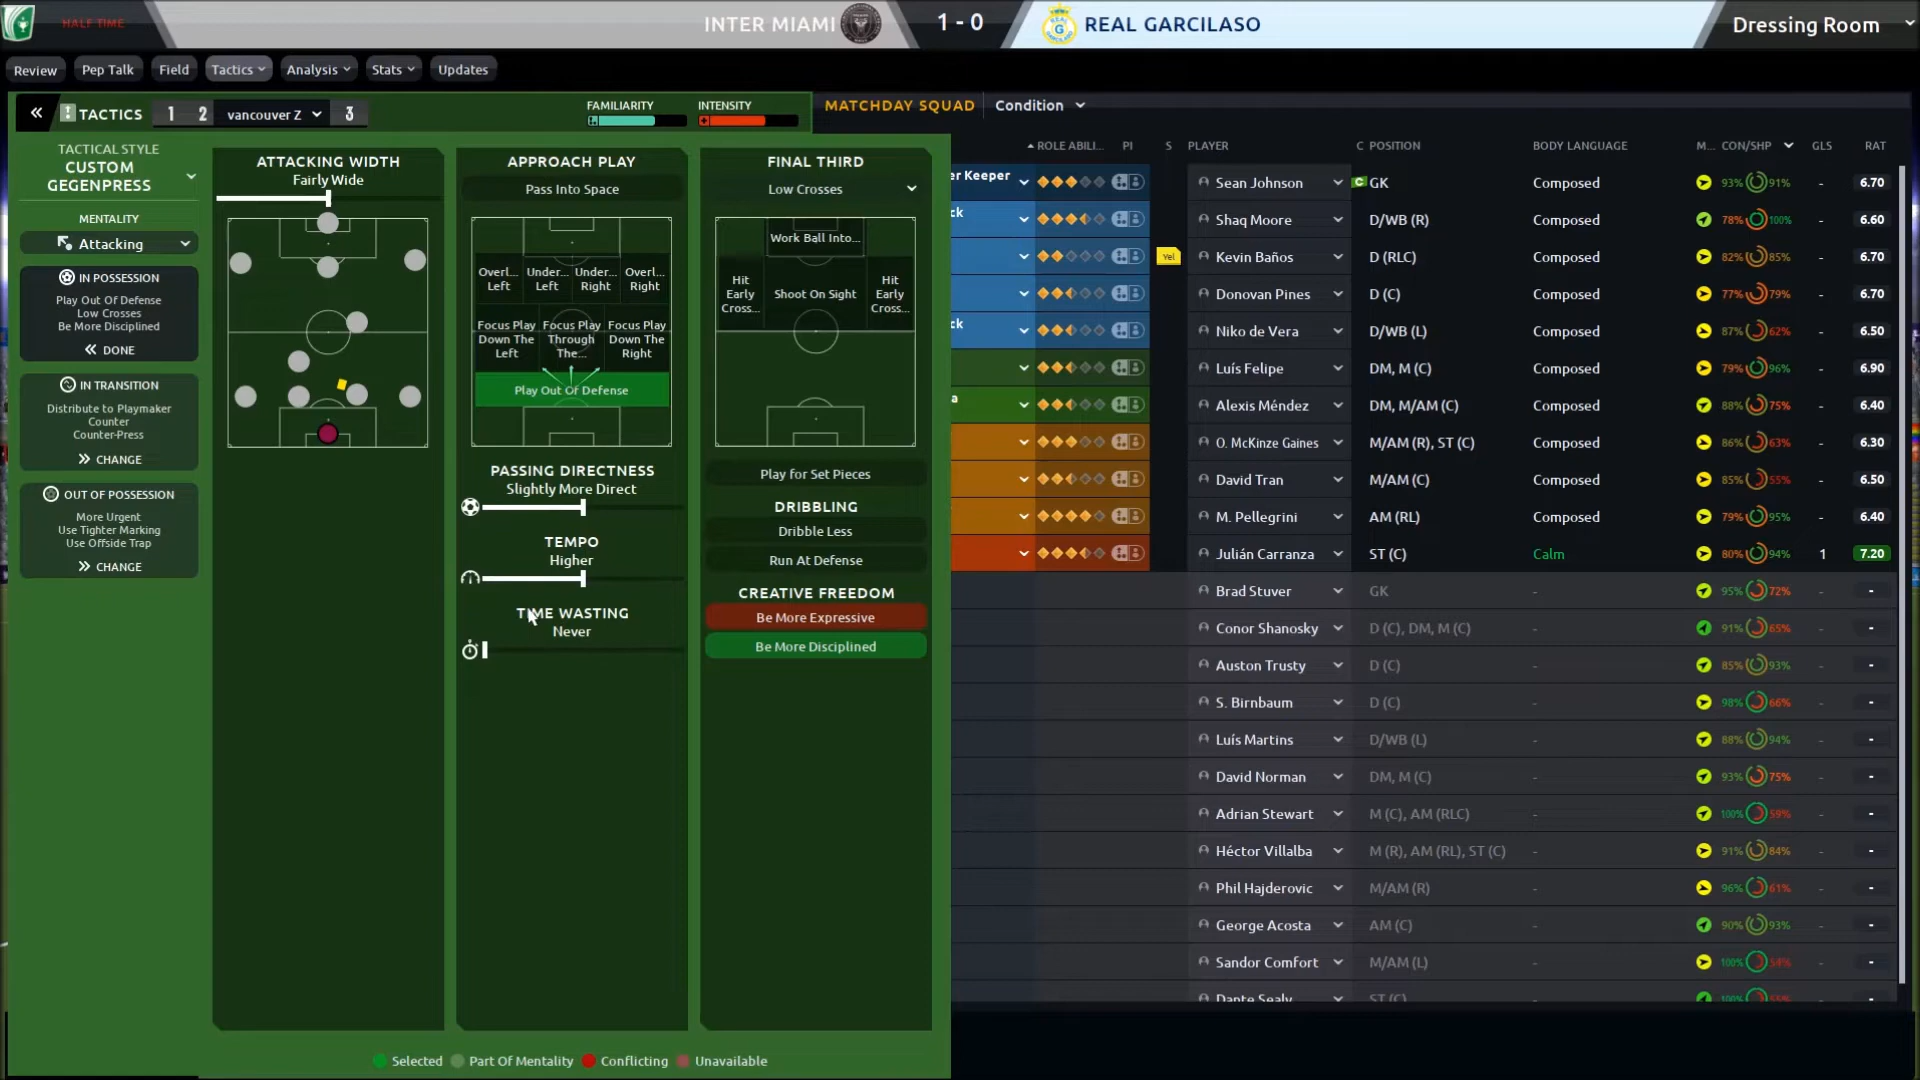 HALF TIME
INTER MIAMI
1 - 0
REAL GARCILASO
Dressing Room
Review
Pep Talk
Field
Tactics
Analysis
Stats
Updates
TACTICS
1
2
vancouver Z
3
FAMILIARITY
INTENSITY
MATCHDAY SQUAD
Condition
TACTICAL STYLE
CUSTOM
GEGENPRESS
MENTALITY
Attacking
IN POSSESSION
Play Out Of Defense
Low Crosses
Be More Disciplined
DONE
IN TRANSITION
Distribute to Playmaker
Counter
Counter-Press
CHANGE
OUT OF POSSESSION
More Urgent
Use Tighter Marking
Use Offside Trap
CHANGE
ATTACKING WIDTH
Fairly Wide
APPROACH PLAY
Pass Into Space
Overl...
Left
Under...
Left
Under...
Right
Overl...
Right
Focus Play
Down The
Left
Focus Play
Through
The...
Focus Play
Down The
Right
Play Out Of Defense
PASSING DIRECTNESS
Slightly More Direct
TEMPO
Higher
TIME WASTING
Never
FINAL THIRD
Low Crosses
Work Ball Into...
Hit
Early
Cross...
Shoot On Sight
Hit
Early
Cross...
Play for Set Pieces
DRIBBLING
Dribble Less
Run At Defense
CREATIVE FREEDOM
Be More Expressive
Be More Disciplined
Selected
Part Of Mentality
Conflicting
Unavailable
ROLE ABILI... PI S PLAYER C POSITION BODY LANGUAGE M... CON/SHP GLS RAT
er Keeper Sean Johnson C GK Composed 93% 91% - 6.70
ck Shaq Moore D/WB (R) Composed 78% 100% - 6.60
Yel Kevin Baños D (RLC) Composed 82% 85% - 6.70
Donovan Pines D (C) Composed 77% 79% - 6.70
ck Niko de Vera D/WB (L) Composed 87% 62% - 6.50
Luís Felipe DM, M (C) Composed 79% 96% - 6.90
a Alexis Méndez DM, M/AM (C) Composed 88% 75% - 6.40
O. McKinze Gaines M/AM (R), ST (C) Composed 86% 63% - 6.30
David Tran M/AM (C) Composed 85% 55% - 6.50
M. Pellegrini AM (RL) Composed 79% 95% - 6.40
Julián Carranza ST (C) Calm 80% 94% 1 7.20
Brad Stuver GK - 95% 72% - -
Conor Shanosky D (C), DM, M (C) - 91% 65% - -
Auston Trusty D (C) - 85% 93% - -
S. Birnbaum D (C) - 98% 66% - -
Luís Martins D/WB (L) - 88% 94% - -
David Norman DM, M (C) - 93% 75% - -
Adrian Stewart M (C), AM (RLC) - 100% 59% - -
Héctor Villalba M (R), AM (RL), ST (C) - 91% 84% - -
Phil Hajderovic M/AM (R) - 96% 61% - -
George Acosta AM (C) - 90% 93% - -
Sandor Comfort M/AM (L) - 100% 54% - -
Dante Sealy ST (C) - 100% - -